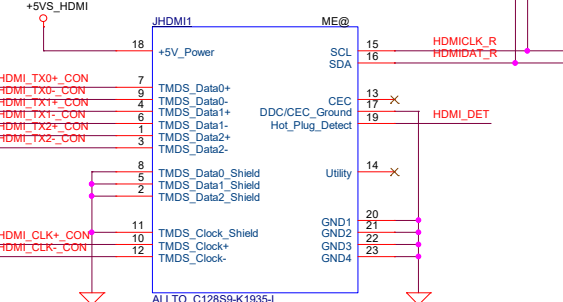 +5VS_HDMI
JHDMI1 ME@
18 +5V_Power
SCL 15 HDMICLK_R
SDA 16 HDMIDAT_R
HDMI_TX0+_CON 7 TMDS_Data0+
HDMI_TX0-_CON 9 TMDS_Data0-
HDMI_TX1+_CON 4 TMDS_Data1+
HDMI_TX1-_CON 6 TMDS_Data1-
HDMI_TX2+_CON 1 TMDS_Data2+
HDMI_TX2-_CON 3 TMDS_Data2-
CEC 13
DDC/CEC_Ground 17
Hot_Plug_Detect 19 HDMI_DET
8 TMDS_Data0_Shield
5 TMDS_Data1_Shield
2 TMDS_Data2_Shield
Utility 14
11 TMDS_Clock_Shield
HDMI_CLK+_CON 10 TMDS_Clock+
HDMI_CLK-_CON 12 TMDS_Clock-
GND1 20
GND2 21
GND3 22
GND4 23
ALLTO_C128S9-K1935-L